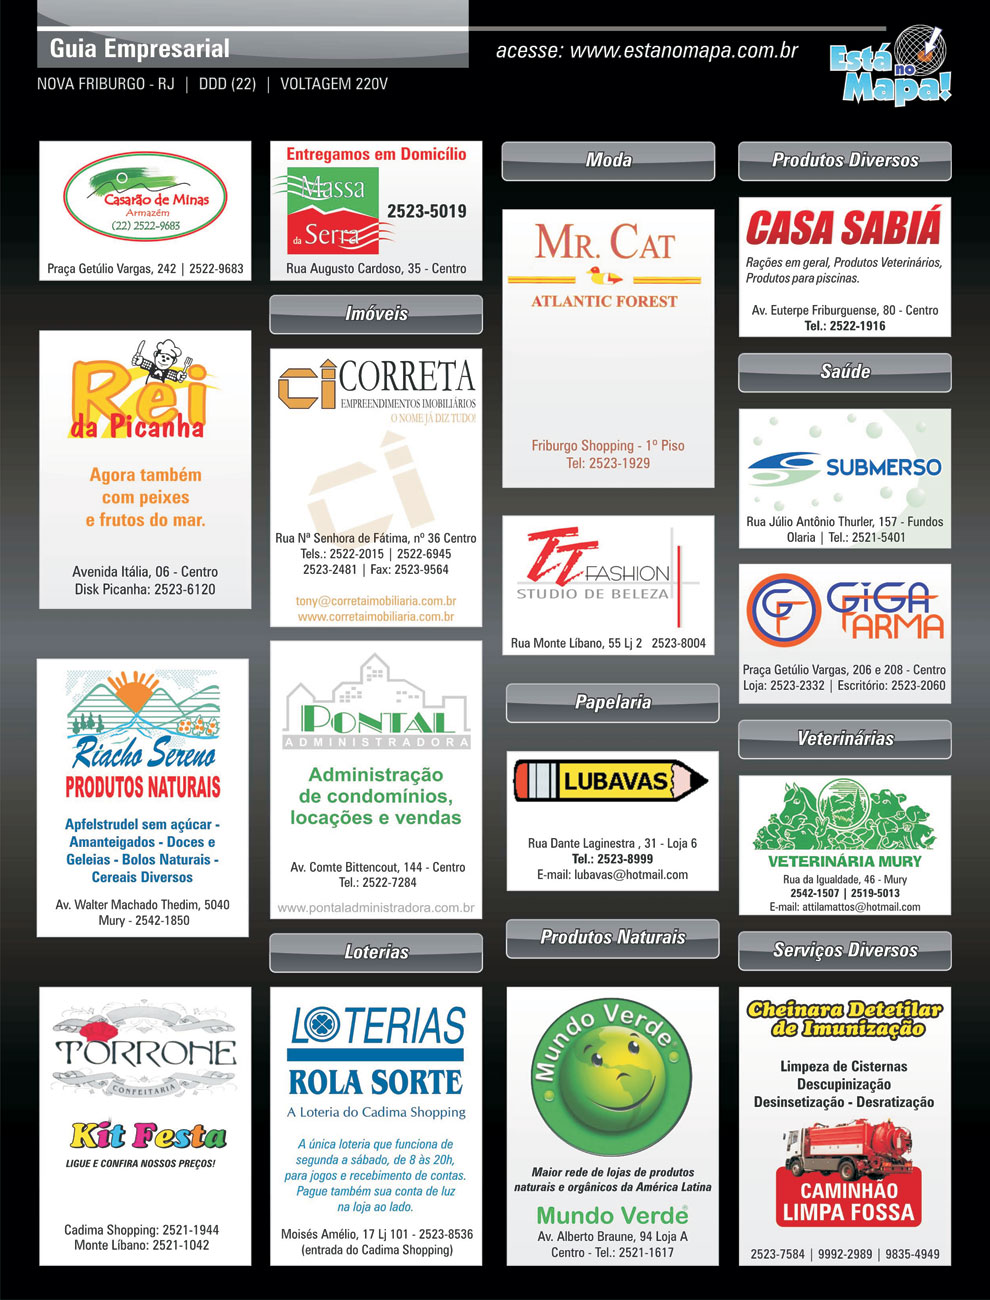 Guia Empresarial
acesse: www.estanomapa.com.br
Está
no
Mapa!
NOVA FRIBURGO - RJ | DDD (22) | VOLTAGEM 220V
Casarão de Minas
Armazém
(22) 2522-9683
Praça Getúlio Vargas, 242 | 2522-9683
Rei
da Picanha
Agora também
com peixes
e frutos do mar.
Avenida Itália, 06 - Centro
Disk Picanha: 2523-6120
Riacho Sereno
PRODUTOS NATURAIS
Apfelstrudel sem açúcar -
Amanteigados - Doces e
Geleias - Bolos Naturais -
Cereais Diversos
Av. Walter Machado Thedim, 5040
Mury - 2542-1850
TORRONE
CONFEITARIA
Kit Festa
LIGUE E CONFIRA NOSSOS PREÇOS!
Cadima Shopping: 2521-1944
Monte Líbano: 2521-1042
Entregamos em Domicílio
Massa
da Serra
2523-5019
Rua Augusto Cardoso, 35 - Centro
Imóveis
ci CORRETA
EMPREENDIMENTOS IMOBILIÁRIOS
O NOME JÁ DIZ TUDO!
ci
Rua Nª Senhora de Fátima, nº 36 Centro
Tels.: 2522-2015 | 2522-6945
2523-2481 | Fax: 2523-9564
tony@corretaimobiliaria.com.br
www.corretaimobiliaria.com.br
PONTAL
ADMINISTRADORA
Administração
de condomínios,
locações e vendas
Av. Comte Bittencout, 144 - Centro
Tel.: 2522-7284
www.pontaladministradora.com.br
Loterias
LOTERIAS
ROLA SORTE
A Loteria do Cadima Shopping
A única loteria que funciona de
segunda a sábado, de 8 às 20h,
para jogos e recebimento de contas.
Pague também sua conta de luz
na loja ao lado.
Moisés Amélio, 17 Lj 101 - 2523-8536
(entrada do Cadima Shopping)
Moda
MR. CAT
ATLANTIC FOREST
Friburgo Shopping - 1º Piso
Tel: 2523-1929
TT FASHION
STUDIO DE BELEZA
Rua Monte Líbano, 55 Lj 2 2523-8004
Papelaria
LUBAVAS
Rua Dante Laginestra , 31 - Loja 6
Tel.: 2523-8999
E-mail: lubavas@hotmail.com
Produtos Naturais
Mundo Verde
Maior rede de lojas de produtos
naturais e orgânicos da América Latina
Mundo Verde®
Av. Alberto Braune, 94 Loja A
Centro - Tel.: 2521-1617
Produtos Diversos
CASA SABIÁ
Rações em geral, Produtos Veterinários,
Produtos para piscinas.
Av. Euterpe Friburguense, 80 - Centro
Tel.: 2522-1916
Saúde
SUBMERSO
Rua Júlio Antônio Thurler, 157 - Fundos
Olaria | Tel.: 2521-5401
GF GIGA
FARMA
Praça Getúlio Vargas, 206 e 208 - Centro
Loja: 2523-2332 | Escritório: 2523-2060
Veterinárias
VETERINÁRIA MURY
Rua da Igualdade, 46 - Mury
2542-1507 | 2519-5013
E-mail: attilamattos@hotmail.com
Serviços Diversos
Cheinara Detetilar
de Imunização
Limpeza de Cisternas
Descupinização
Desinsetização - Desratização
CAMINHÃO
LIMPA FOSSA
2523-7584 | 9992-2989 | 9835-4949